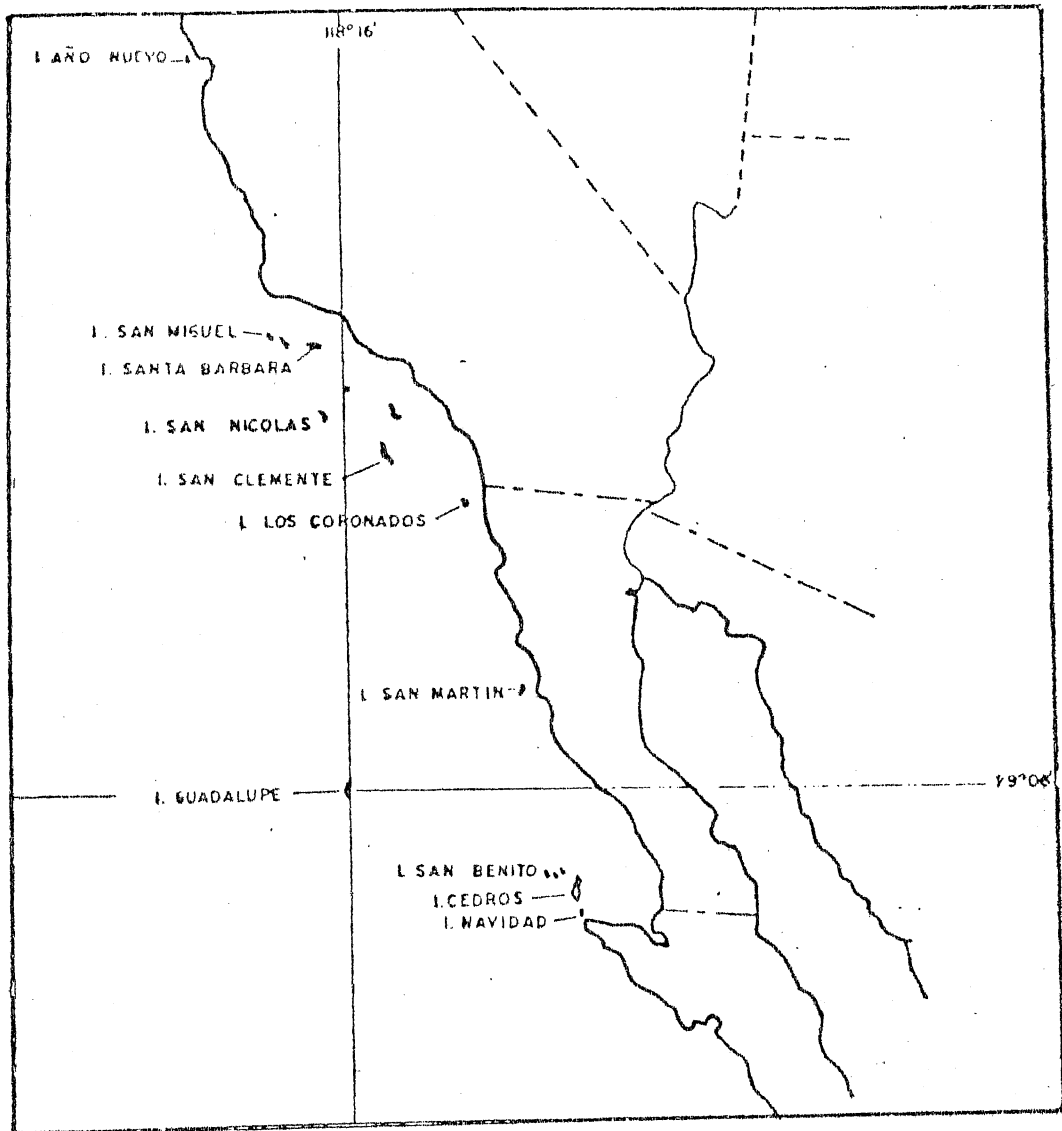 118°16'
I AÑO NUEVO
I. SAN MIGUEL
I. SANTA BARBARA
I. SAN NICOLAS
I. SAN CLEMENTE
I. LOS CORONADOS
I. SAN MARTIN
I. GUADALUPE
I. SAN BENITO
I. CEDROS
I. NAVIDAD